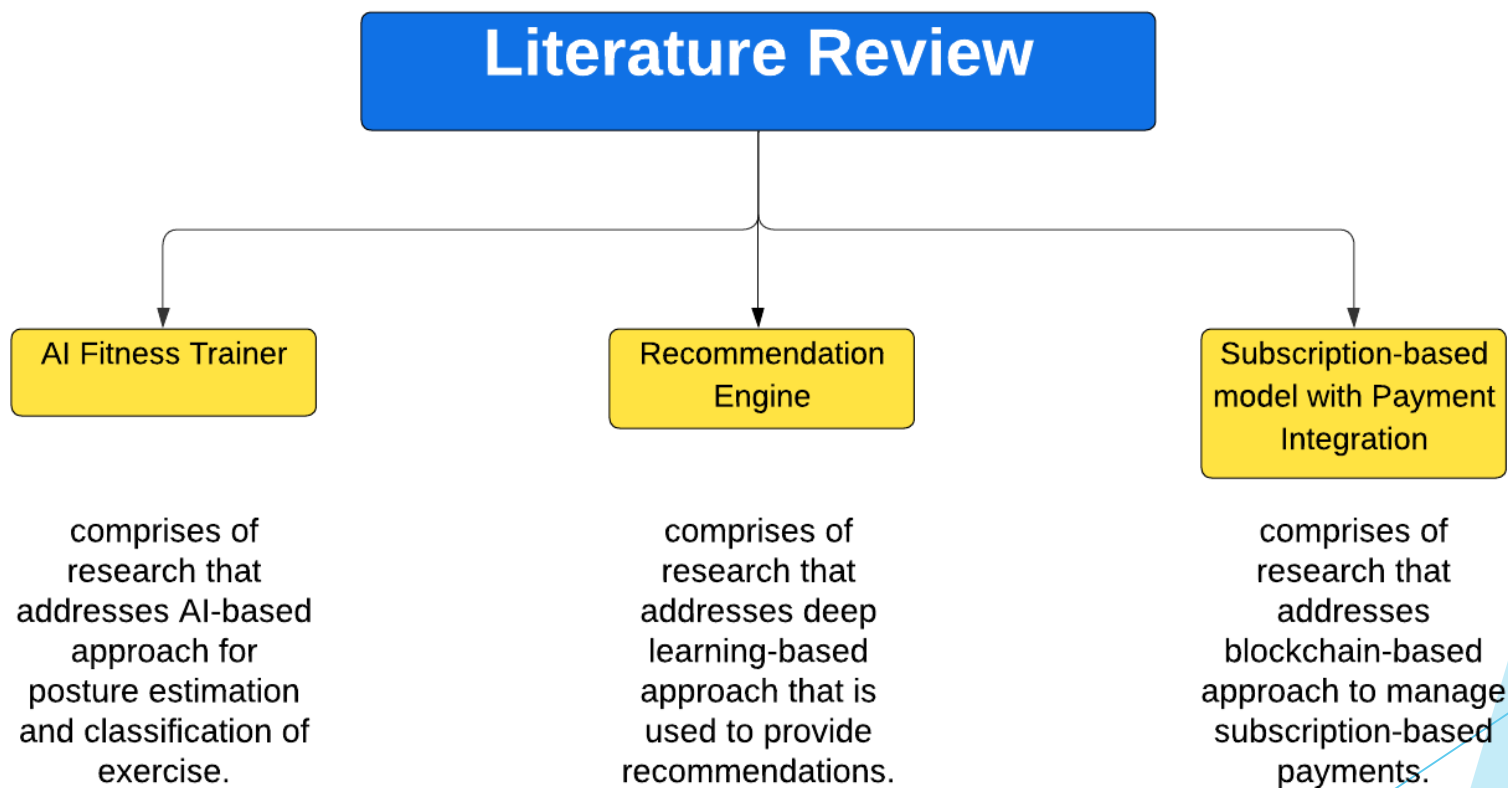 Literature Review
AI Fitness Trainer
comprises of
research that
addresses AI-based
approach for
posture estimation
and classification of
exercise.
Recommendation
Engine
comprises of
research that
addresses deep
learning-based
approach that is
used to provide
recommendations.
Subscription-based
model with Payment
Integration
comprises of
research that
addresses
blockchain-based
approach to manage
subscription-based
payments.